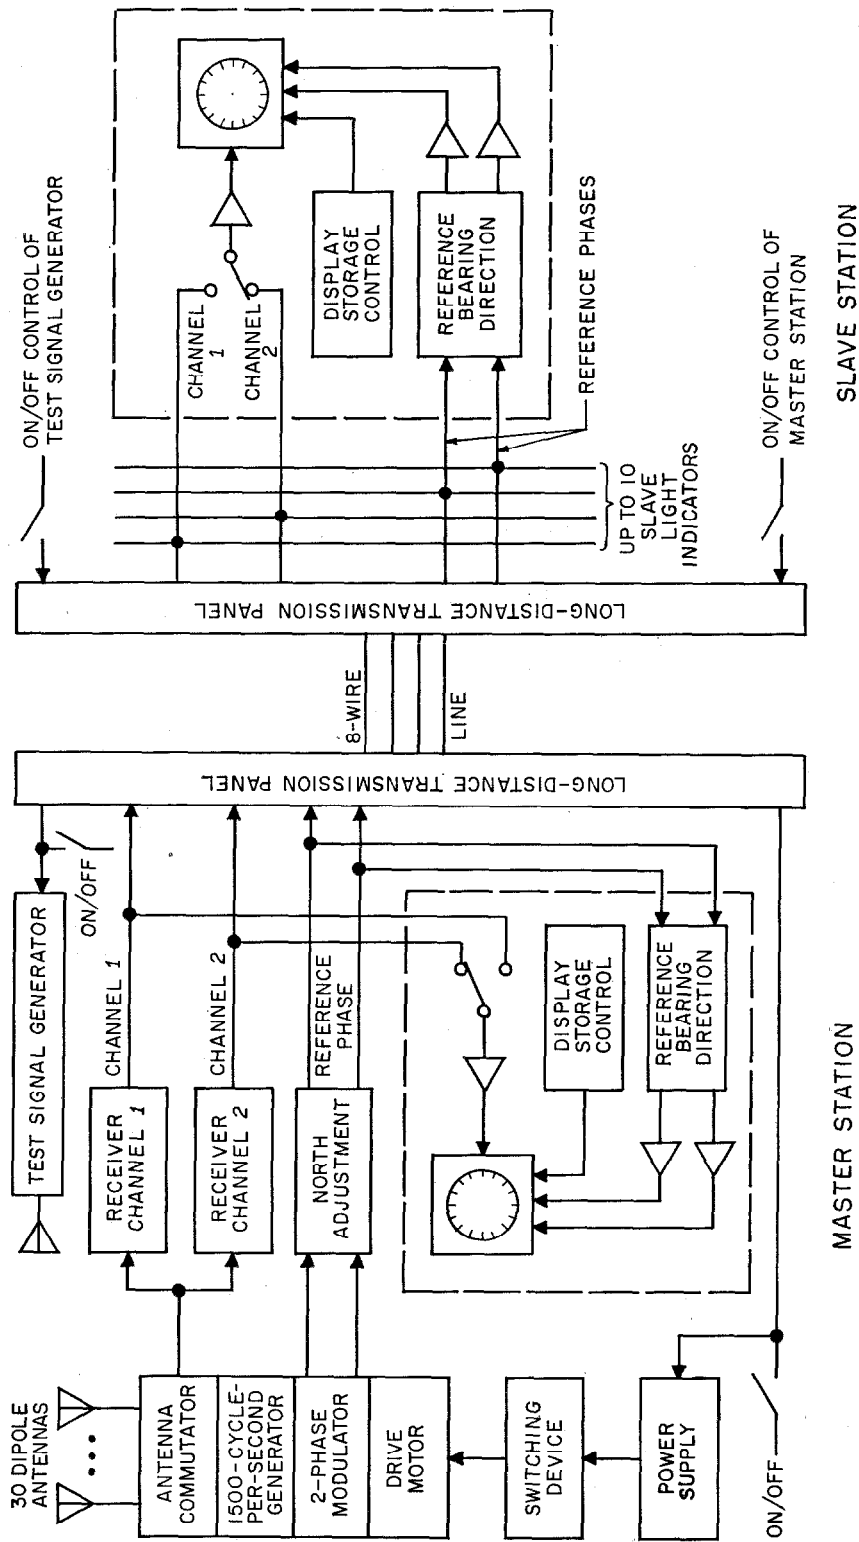 30 DIPOLE
ANTENNAS
ANTENNA
COMMUTATOR
1500-CYCLE-
PER-SECOND
GENERATOR
2-PHASE
MODULATOR
DRIVE
MOTOR
SWITCHING
DEVICE
POWER
SUPPLY
ON/OFF
TEST SIGNAL GENERATOR
ON/OFF
RECEIVER
CHANNEL 1
CHANNEL 1
RECEIVER
CHANNEL 2
CHANNEL 2
NORTH
ADJUSTMENT
REFERENCE
PHASE
DISPLAY
STORAGE
CONTROL
REFERENCE
BEARING
DIRECTION
MASTER STATION
LONG-DISTANCE TRANSMISSION PANEL
8-WIRE
LINE
LONG-DISTANCE TRANSMISSION PANEL
ON/OFF CONTROL OF
TEST SIGNAL GENERATOR
CHANNEL
1
CHANNEL
2
DISPLAY
STORAGE
CONTROL
REFERENCE
BEARING
DIRECTION
REFERENCE PHASES
UP TO 10
SLAVE
LIGHT
INDICATORS
ON/OFF CONTROL OF
MASTER STATION
SLAVE STATION